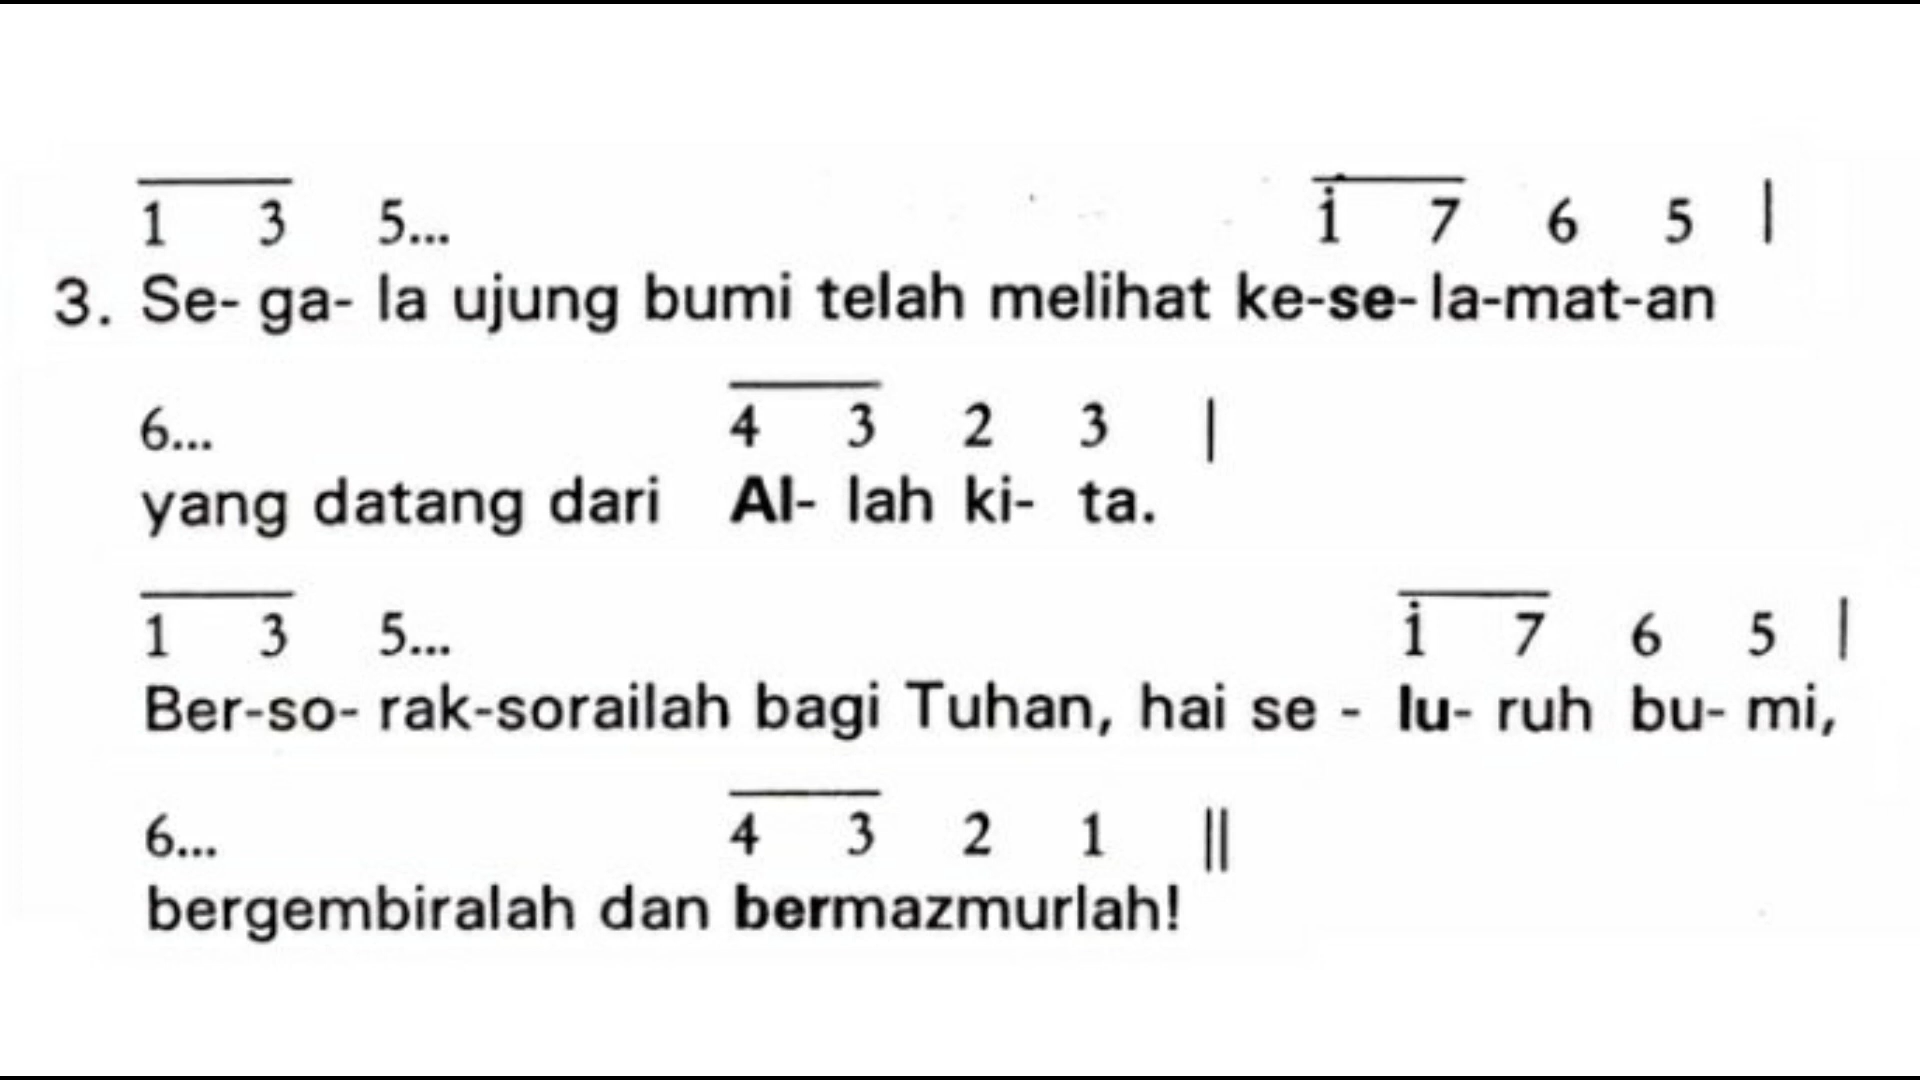 1 3 5... i̇ 7 6 5 |
3. Se- ga- la ujung bumi telah melihat ke-se-la-mat-an
6... 4 3 2 3 |
yang datang dari Al- lah ki- ta.
1 3 5... i̇ 7 6 5 |
Ber-so- rak-sorailah bagi Tuhan, hai se - lu- ruh bu- mi,
6... 4 3 2 1 ||
bergembiralah dan bermazmurlah!